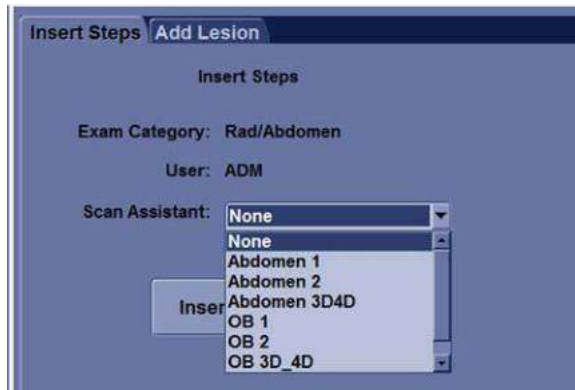 Insert Steps Add Lesion
Insert Steps
Exam Category: Rad/Abdomen
User: ADM
Scan Assistant: None
None
Abdomen 1
Abdomen 2
Abdomen 3D4D
OB 1
OB 2
OB 3D_4D